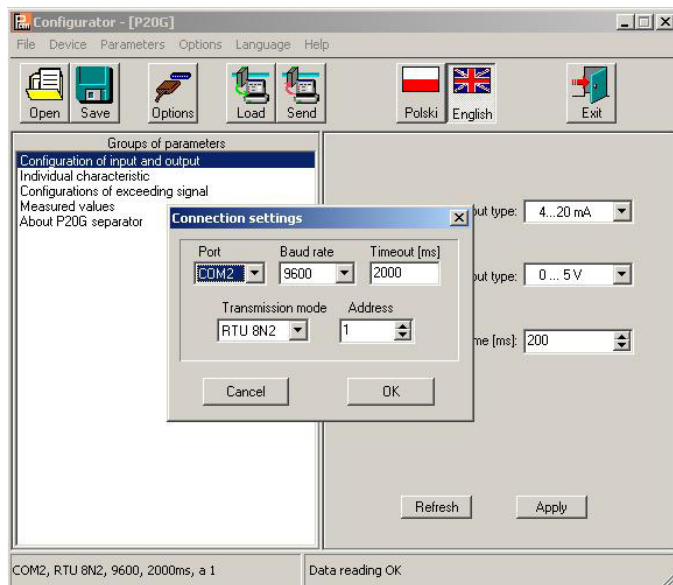 Configurator - [P20G]
File Device Parameters Options Language Help
Open Save Options Load Send Polski English Exit
Groups of parameters
Configuration of input and output
Individual characteristic
Configurations of exceeding signal
Measured values
About P20G separator
Connection settings
Port Baud rate Timeout [ms]
COM2 9600 2000
Transmission mode Address
RTU 8N2 1
Cancel OK
type: 4...20 mA
type: 0 ... 5 V
[ms]: 200
Refresh Apply
COM2, RTU 8N2, 9600, 2000ms, a 1
Data reading OK